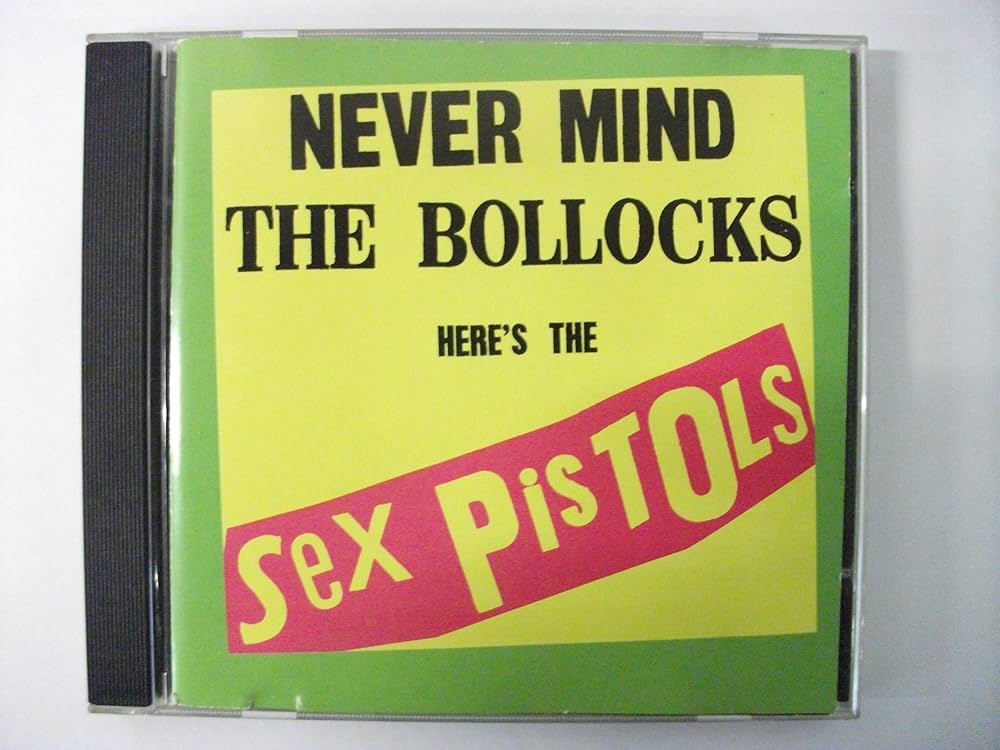 NEVER MIND
THE BOLLOCKS
HERE'S THE
Sex PisTOLs